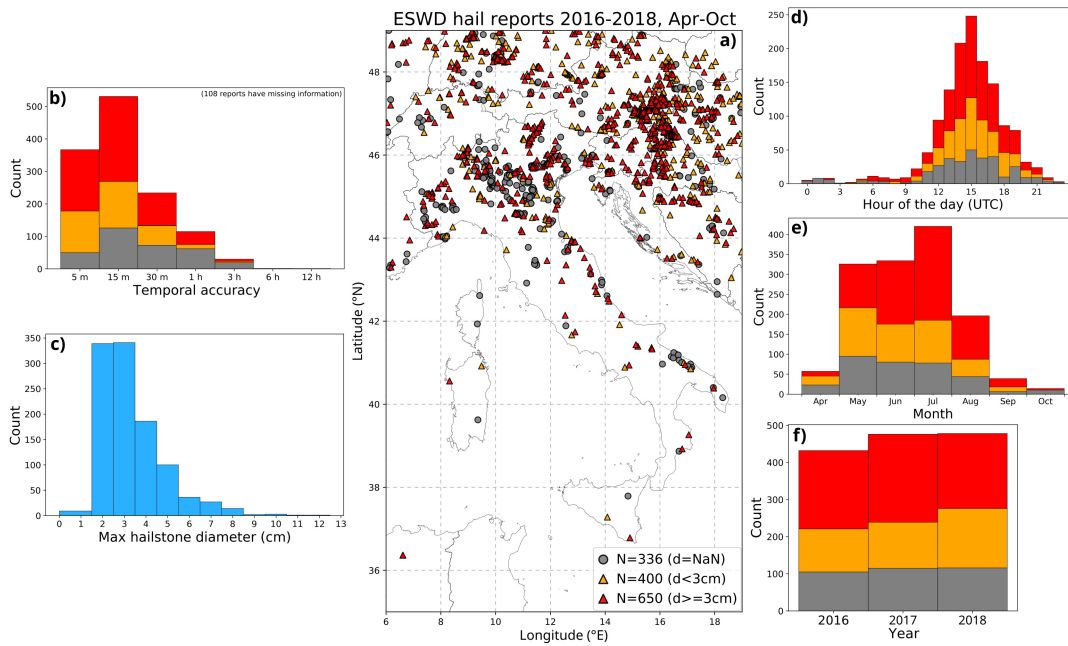 ESWD hail reports 2016-2018, Apr-Oct
a)
48
46
44
42
40
38
36
Latitude (°N)
6
8
10
12
14
16
18
Longitude (°E)
N=336 (d=NaN)
N=400 (d<3cm)
N=650 (d>=3cm)
b)
(108 reports have missing information)
500
400
300
200
100
0
Count
5 m
15 m
30 m
1 h
3 h
6 h
12 h
Temporal accuracy
c)
350
300
250
200
150
100
50
0
Count
0
1
2
3
4
5
6
7
8
9
10
11
12
13
Max hailstone diameter (cm)
d)
250
200
150
100
50
0
Count
0
3
6
9
12
15
18
21
Hour of the day (UTC)
e)
400
350
300
250
200
150
100
50
0
Count
Apr
May
Jun
Jul
Aug
Sep
Oct
Month
f)
500
400
300
200
100
0
Count
2016
2017
2018
Year